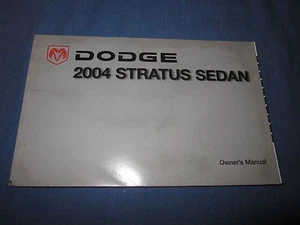 DODGE
2004 STRATUS SEDAN
Owner's Manual